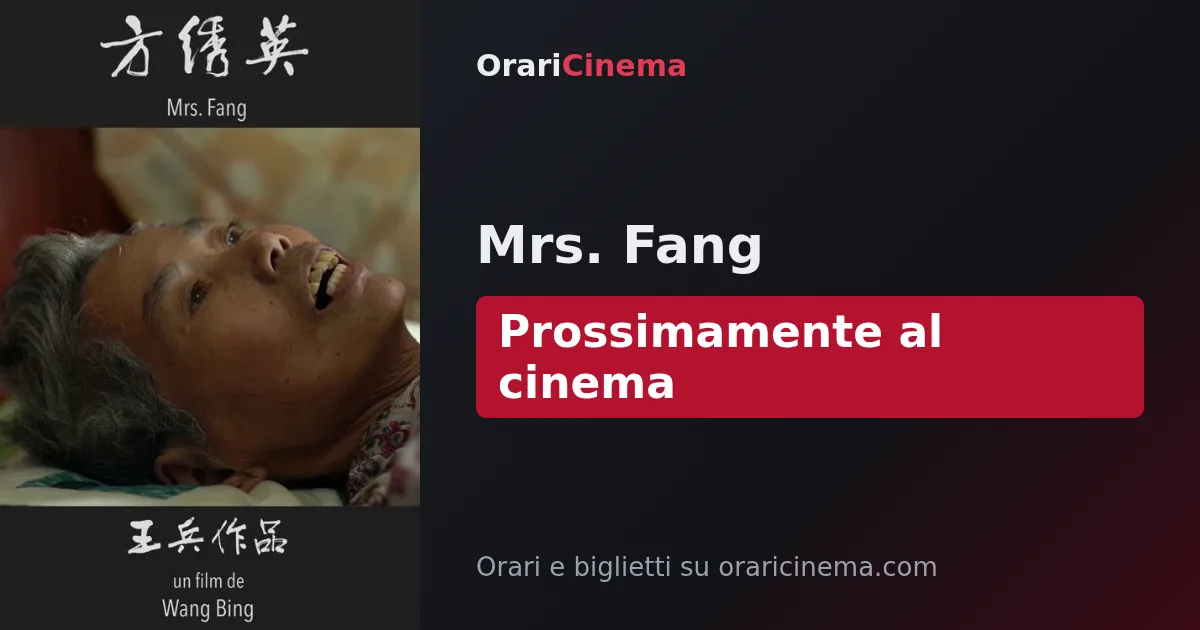 方绣英
Mrs. Fang
王兵作品
un film de
Wang Bing
OrariCinema
Mrs. Fang
Prossimamente al
cinema
Orari e biglietti su oraricinema.com